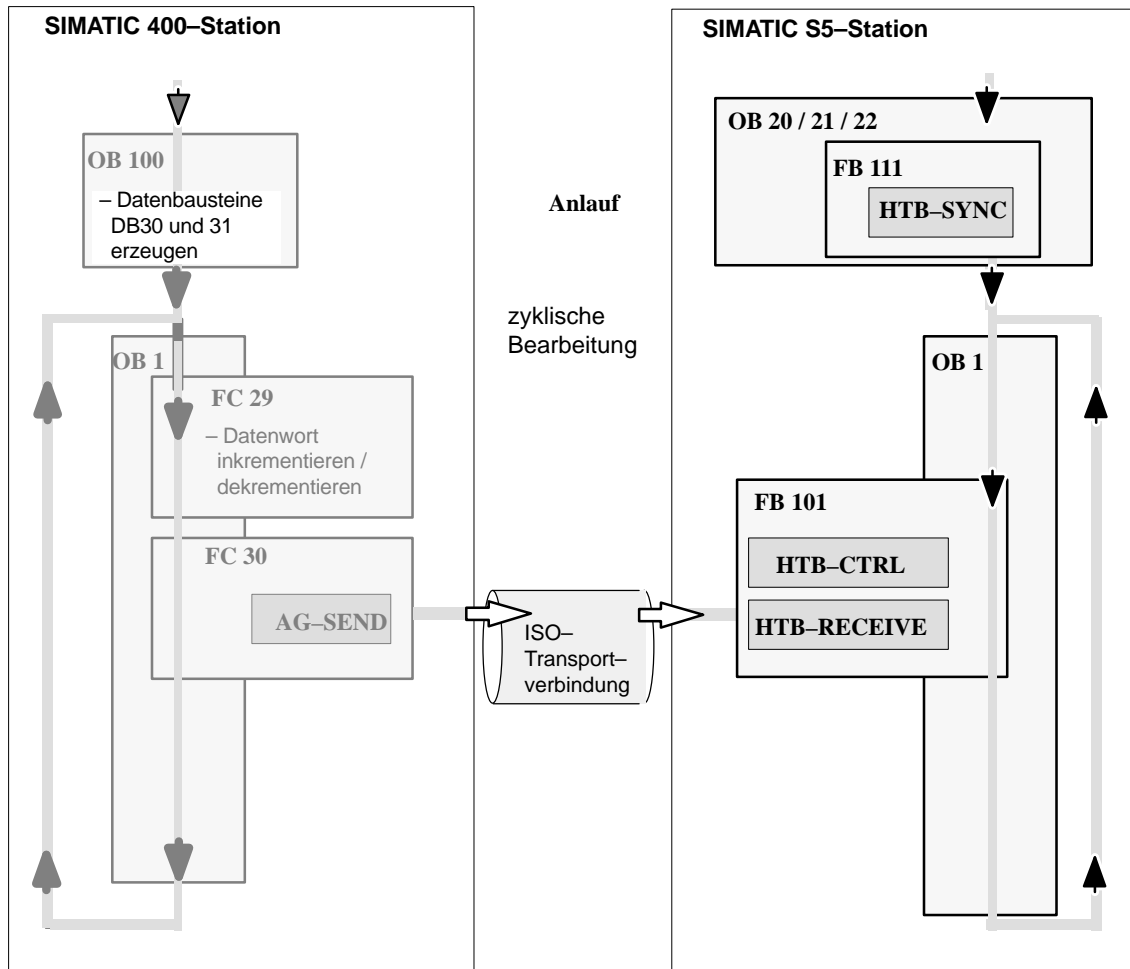 SIMATIC 400–Station
OB 100
– Datenbausteine
DB30 und 31
erzeugen
OB 1
FC 29
– Datenwort
inkrementieren /
dekrementieren
FC 30
AG–SEND
Anlauf
zyklische
Bearbeitung
ISO–
Transport–
verbindung
SIMATIC S5–Station
OB 20 / 21 / 22
FB 111
HTB–SYNC
OB 1
FB 101
HTB–CTRL
HTB–RECEIVE